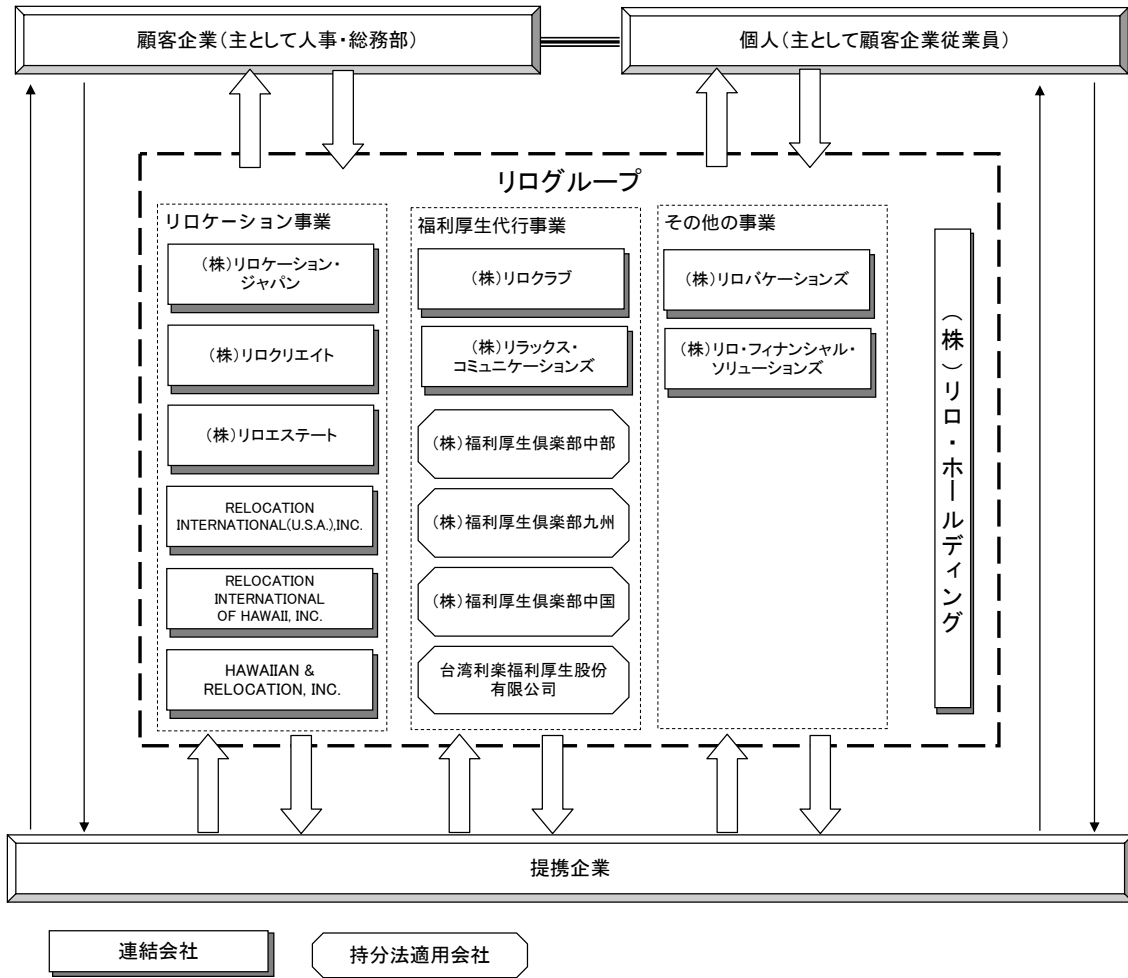 顧客企業(主として人事・総務部)
個人(主として顧客企業従業員)
リログループ
リロケーション事業
(株)リロケーション・
ジャパン
(株)リロクリエイト
(株)リロエステート
RELOCATION
INTERNATIONAL(U.S.A.),INC.
RELOCATION
INTERNATIONAL
OF HAWAII, INC.
HAWAIIAN &
RELOCATION, INC.
福利厚生代行事業
(株)リロクラブ
(株)リラックス・
コミュニケーションズ
(株)福利厚生倶楽部中部
(株)福利厚生倶楽部九州
(株)福利厚生倶楽部中国
台湾利楽福利厚生股份
有限公司
その他の事業
(株)リロバケーションズ
(株)リロ・フィナンシャル・
ソリューションズ
(株)リロ・ホールディング
提携企業
連結会社
持分法適用会社